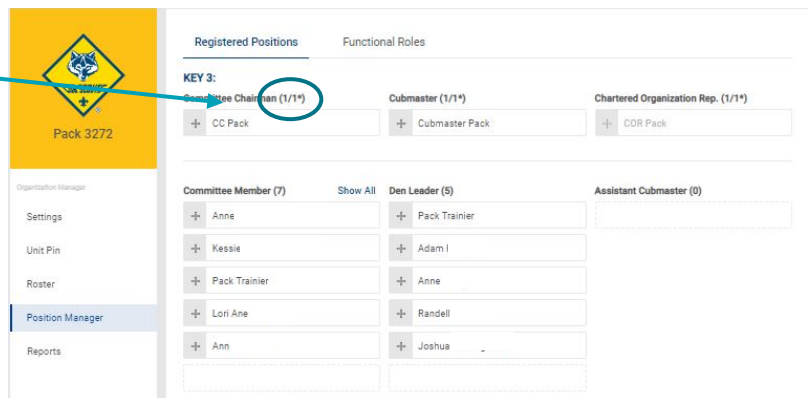 Registered Positions Functional Roles
KEY 3:
Committee Chairman (1/1*) Cubmaster (1/1*) Chartered Organization Rep. (1/1*)
CC Pack Cubmaster Pack COR Pack
CUB SCOUTS
Pack 3272
Organization Manager
Settings
Unit Pin
Roster
Position Manager
Reports
Committee Member (7) Show All Den Leader (5) Assistant Cubmaster (0)
Anne Pack Trainier
Kessie Adam
Pack Trainier Anne
Lori Ane Randell
Ann Joshua